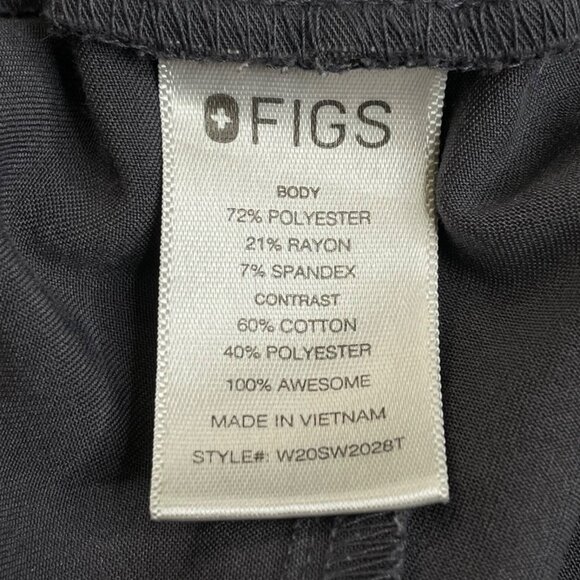 FIGS
BODY
72% POLYESTER
21% RAYON
7% SPANDEX
CONTRAST
60% COTTON
40% POLYESTER
100% AWESOME
MADE IN VIETNAM
STYLE#: W20SW2028T